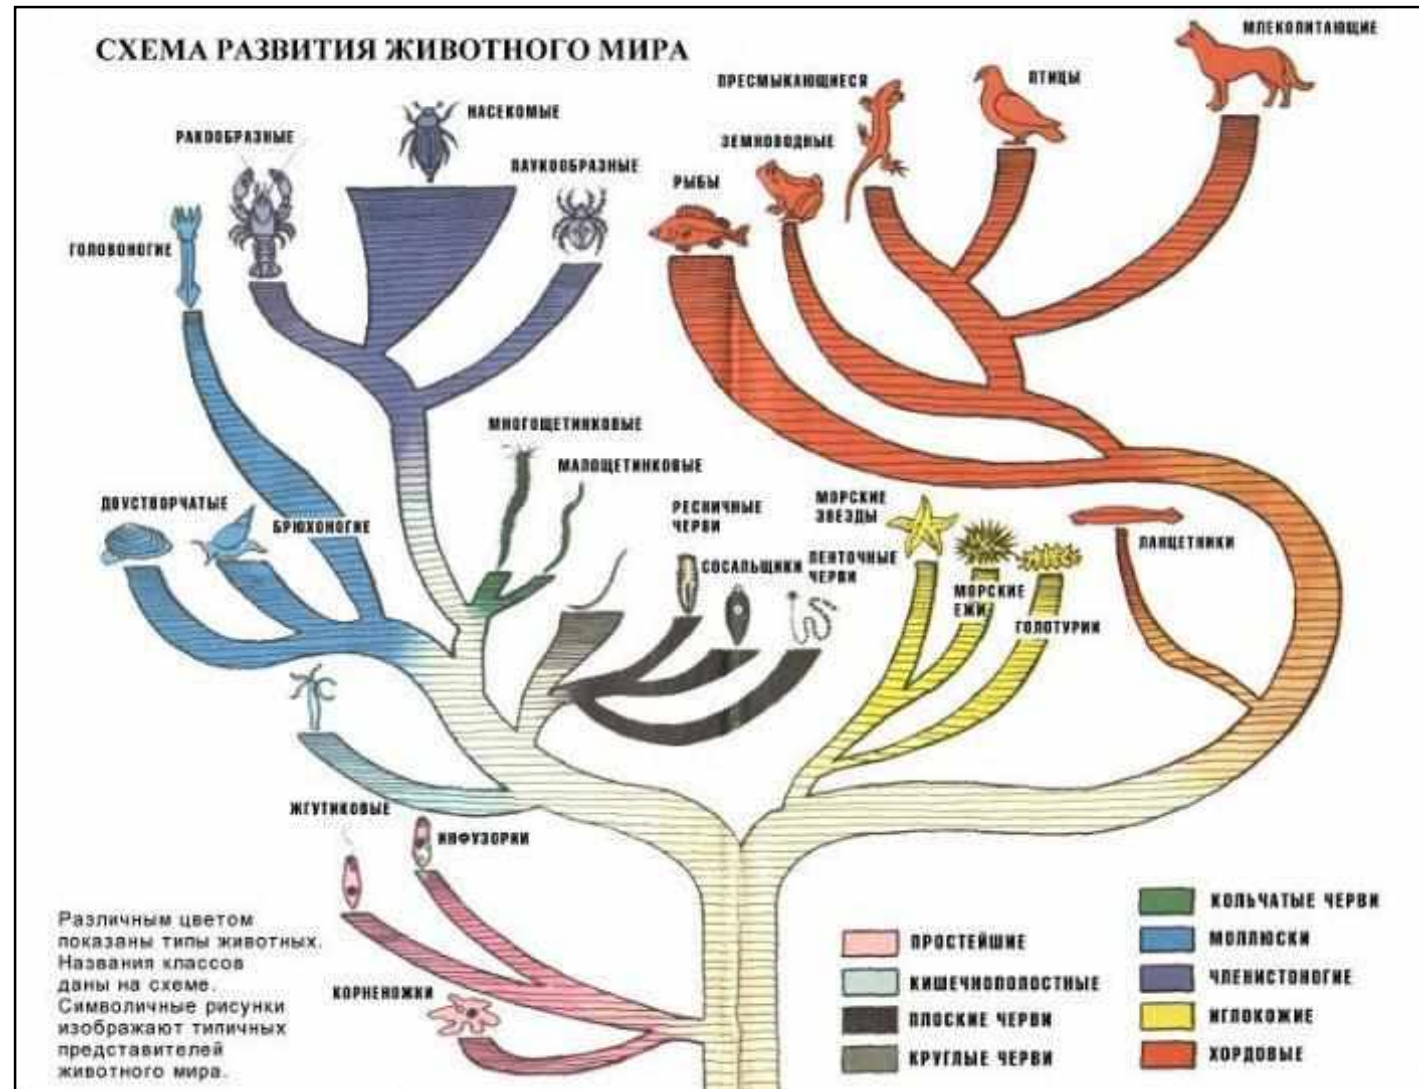 СХЕМА РАЗВИТИЯ ЖИВОТНОГО МИРА
МЛЕКОПИТАЮЩИЕ
ПТИЦЫ
ПРЕСМЫКАЮЩИЕСЯ
ЗЕМНОВОДНЫЕ
РЫБЫ
НАСЕКОМЫЕ
РАКООБРАЗНЫЕ
ПАУКООБРАЗНЫЕ
ГОЛОВОНОГИЕ
МНОГОЩЕТИНКОВЫЕ
МАЛОЩЕТИНКОВЫЕ
ДВУСТВОРЧАТЫЕ
БРЮХОНОГИЕ
РЕСНИЧНЫЕ
ЧЕРВИ
СОСАЛЬЩИКИ
ЛЕНТОЧНЫЕ
ЧЕРВИ
МОРСКИЕ
ЗВЕЗДЫ
МОРСКИЕ
ЕЖИ
ГОЛОТУРИИ
ЛАНЦЕТНИКИ
ЖГУТИКОВЫЕ
ИНФУЗОРИИ
КОРНЕНОЖКИ
Различным цветом
показаны типы животных.
Названия классов
даны на схеме.
Символичные рисунки
изображают типичных
представителей
животного мира.
ПРОСТЕЙШИЕ
КИШЕЧНОПОЛОСТНЫЕ
ПЛОСКИЕ ЧЕРВИ
КРУГЛЫЕ ЧЕРВИ
КОЛЬЧАТЫЕ ЧЕРВИ
МОЛЛЮСКИ
ЧЛЕНИСТОНОГИЕ
ИГЛОКОЖИЕ
ХОРДОВЫЕ